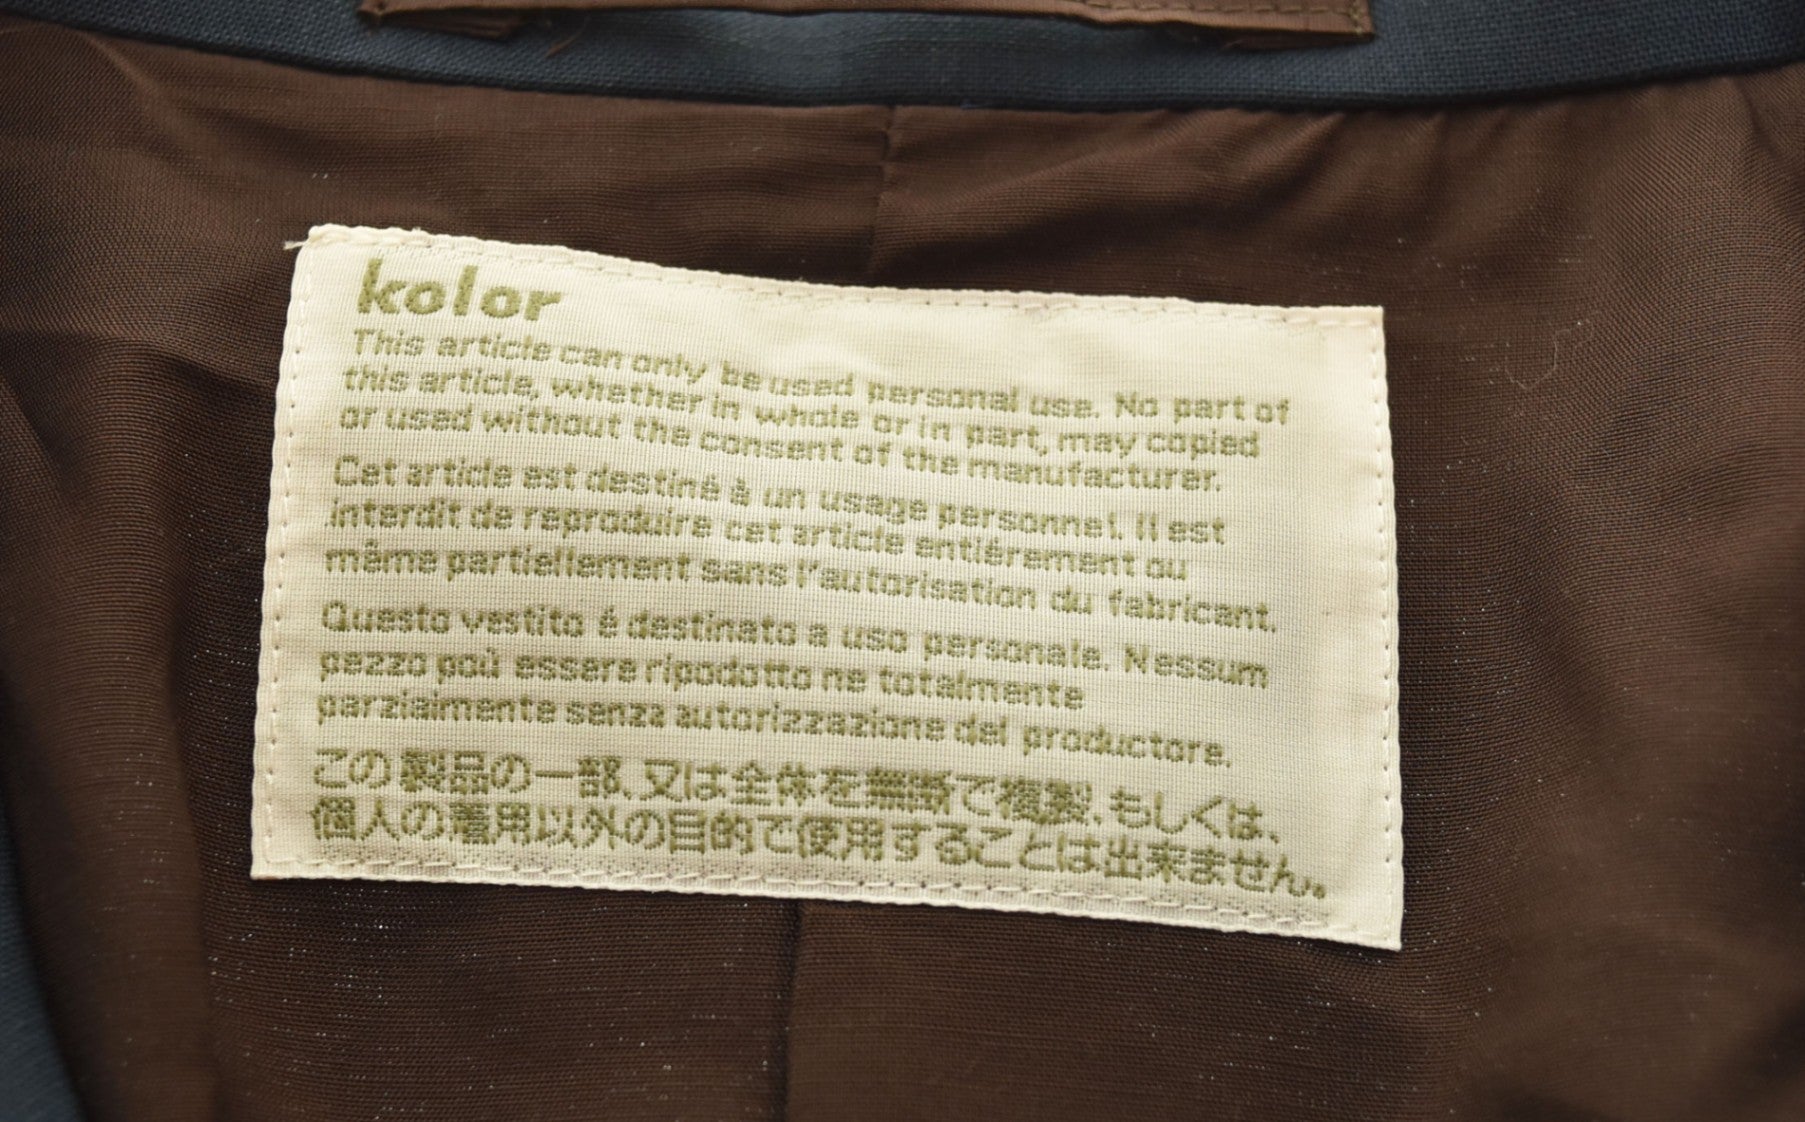 kolor
This article can only be used personal use. No part of
this article, whether in whole or in part, may copied
or used without the consent of the manufacturer.
Cet article est destiné à un usage personnel. Il est
interdit de reproduire cet article entiérement ou
même partiellement sans l'autorisation du fabricant.
Questo vestito é destinato a uso personale. Nessum
pezzo poù essere ripodotto ne totalmente
parzialmente senza autorizzazione del productore.
この製品の一部、又は全体を無断で複製、もしくは、
個人の着用以外の目的で使用することは出来ません。